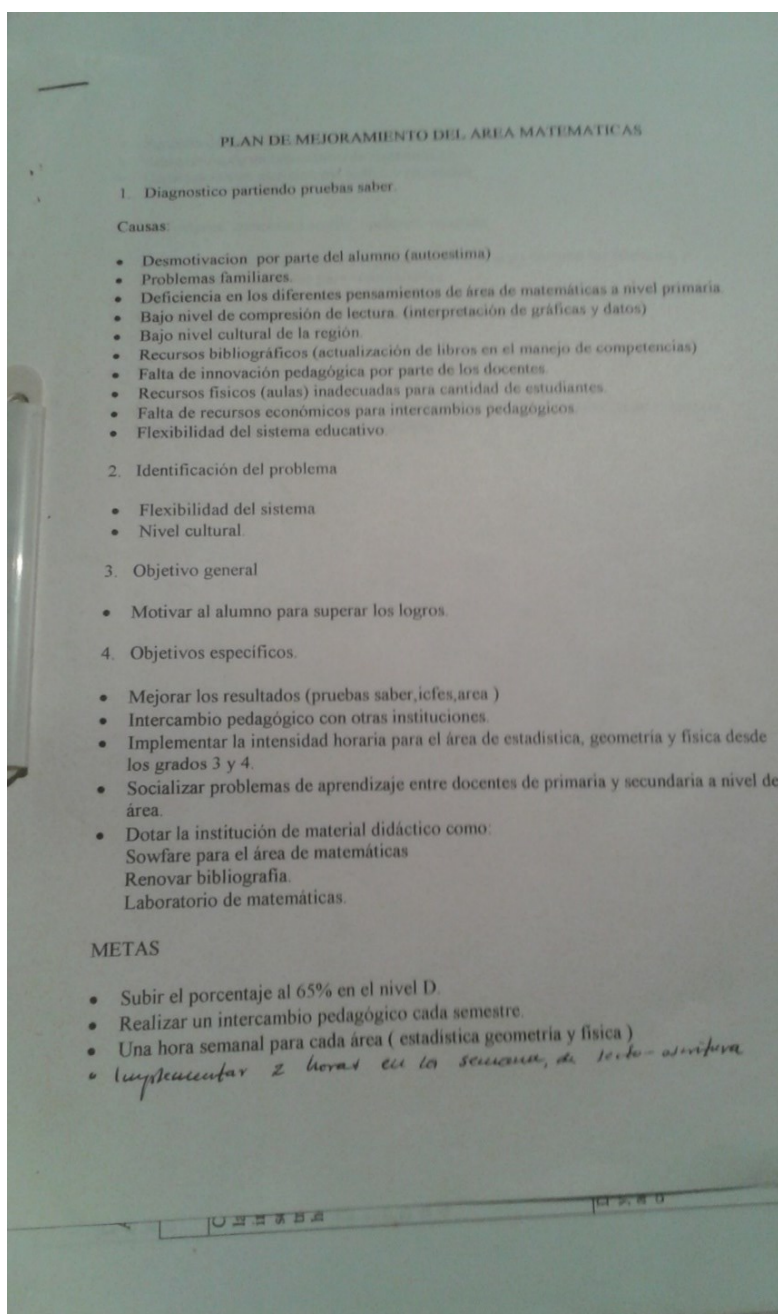 PLAN DE MEJORAMIENTO DEL AREA MATEMATICAS
1. Diagnostico partiendo pruebas saber.
Causas:
• Desmotivacion por parte del alumno (autoestima)
• Problemas familiares.
• Deficiencia en los diferentes pensamientos de área de matemáticas a nivel primaria.
• Bajo nivel de compresión de lectura. (interpretación de gráficas y datos)
• Bajo nivel cultural de la región.
• Recursos bibliográficos (actualización de libros en el manejo de competencias)
• Falta de innovación pedagógica por parte de los docentes.
• Recursos físicos (aulas) inadecuadas para cantidad de estudiantes.
• Falta de recursos económicos para intercambios pedagógicos.
• Flexibilidad del sistema educativo.
2. Identificación del problema
• Flexibilidad del sistema
• Nivel cultural.
3. Objetivo general
• Motivar al alumno para superar los logros.
4. Objetivos específicos.
• Mejorar los resultados (pruebas saber,icfes,area )
• Intercambio pedagógico con otras instituciones.
• Implementar la intensidad horaria para el área de estadística, geometría y física desde
los grados 3 y 4.
• Socializar problemas de aprendizaje entre docentes de primaria y secundaria a nivel de
área.
• Dotar la institución de material didáctico como:
Sowfare para el área de matemáticas
Renovar bibliografía.
Laboratorio de matemáticas.
METAS
• Subir el porcentaje al 65% en el nivel D.
• Realizar un intercambio pedagógico cada semestre.
• Una hora semanal para cada área ( estadística geometría y física )
• Implementar 2 horas en la semana, de lecto-escritura